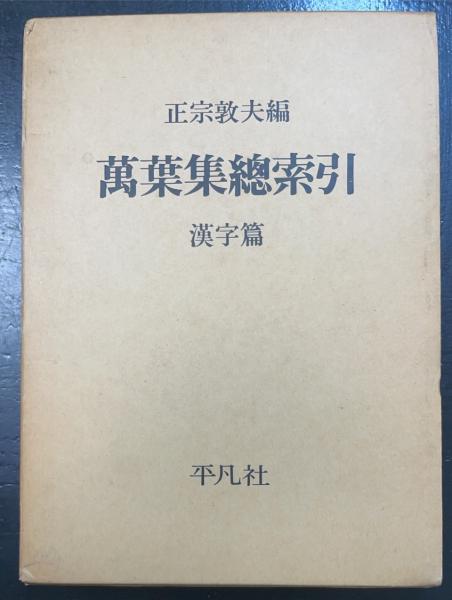 正宗敦夫編
萬葉集總索引
漢字篇
平凡社